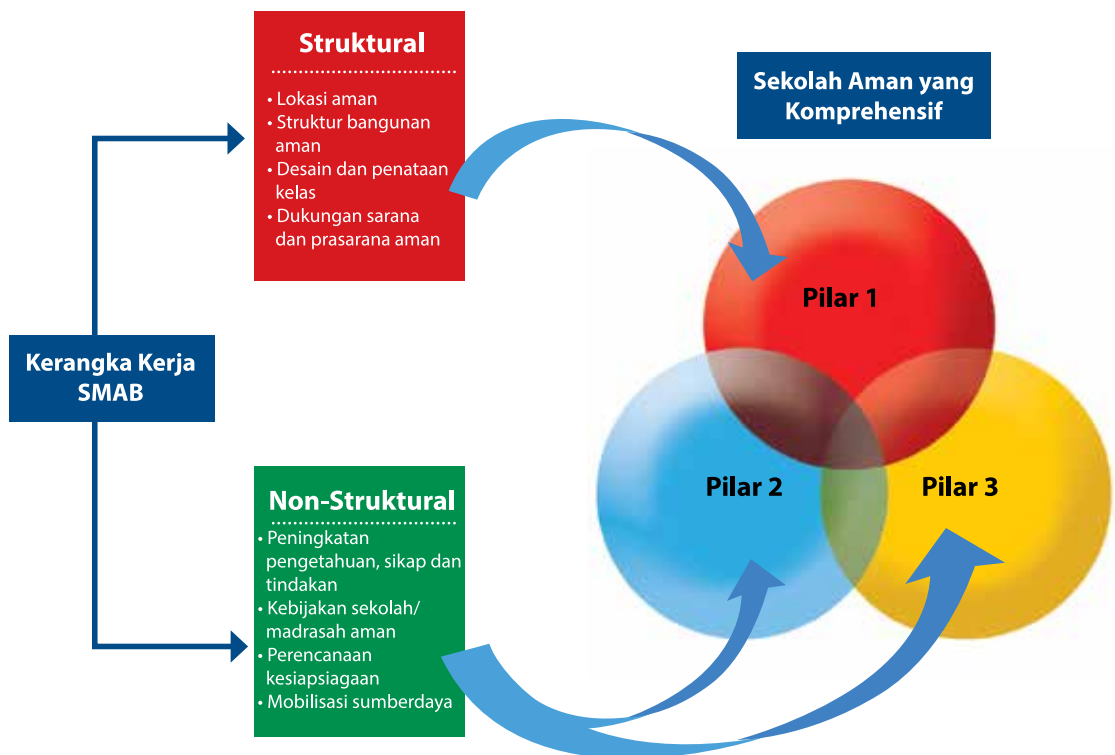 Struktural
• Lokasi aman
• Struktur bangunan
aman
• Desain dan penataan
kelas
• Dukungan sarana
dan prasarana aman
Sekolah Aman yang
Komprehensif
Kerangka Kerja
SMAB
Pilar 1
Pilar 2
Pilar 3
Non-Struktural
• Peningkatan
pengetahuan, sikap dan
tindakan
• Kebijakan sekolah/
madrasah aman
• Perencanaan
kesiapsiagaan
• Mobilisasi sumberdaya